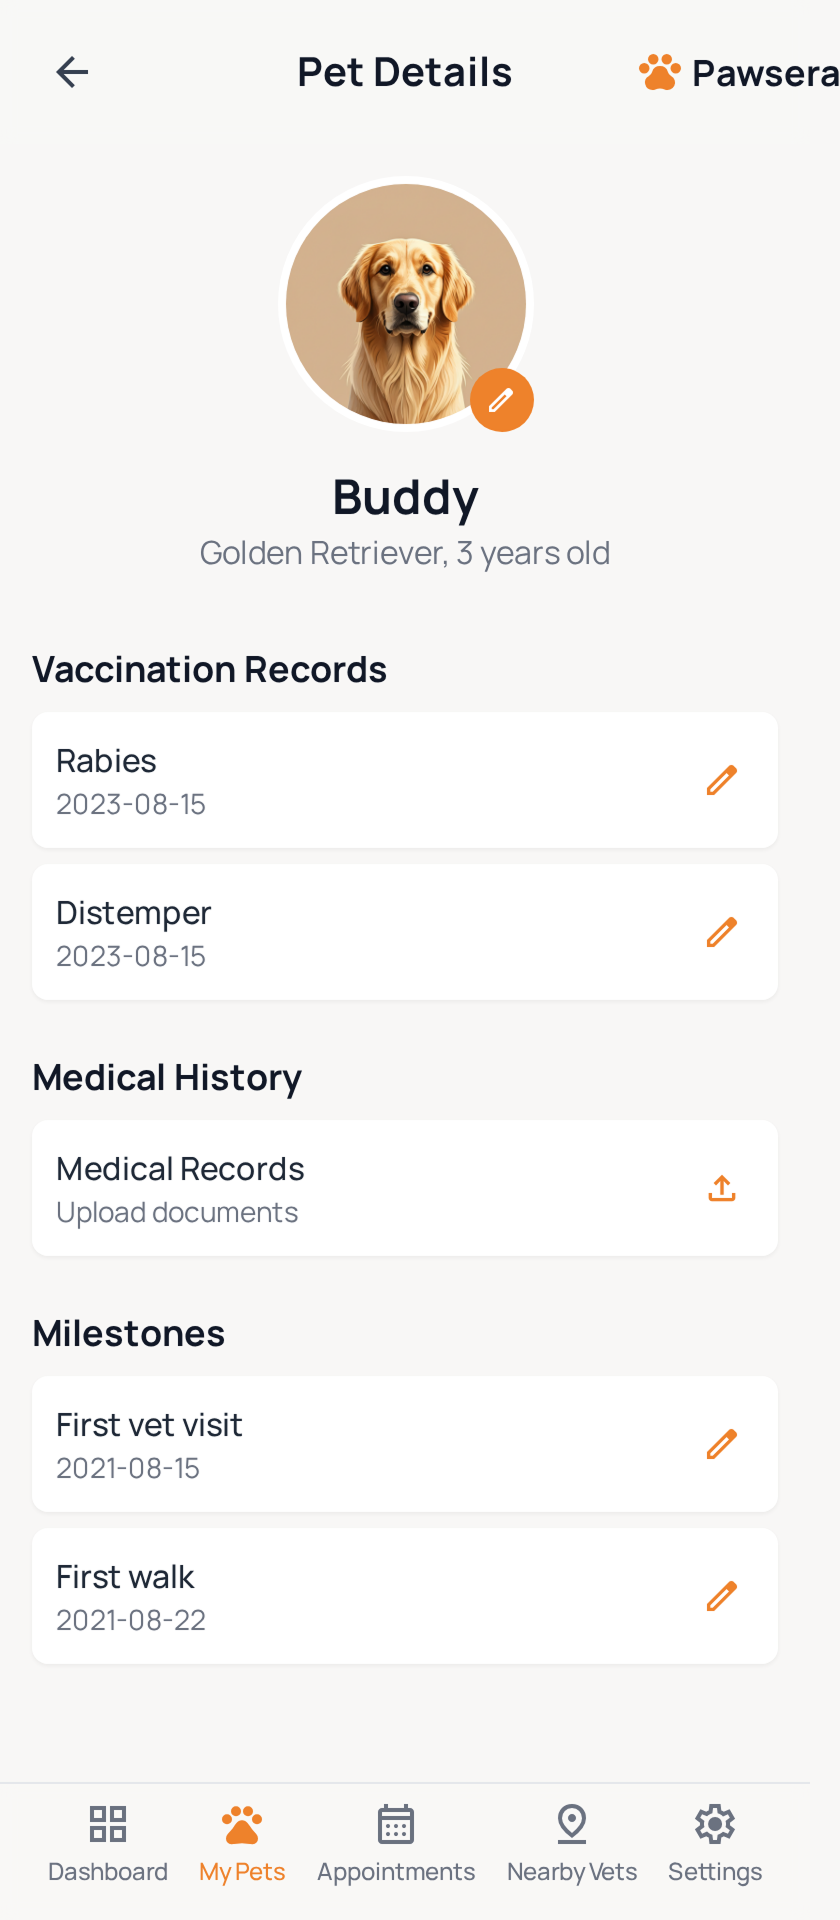 Pet Details
Pawsera
Buddy
Golden Retriever, 3 years old
Vaccination Records
Rabies
2023-08-15
Distemper
2023-08-15
Medical History
Medical Records
Upload documents
Milestones
First vet visit
2021-08-15
First walk
2021-08-22
Dashboard
My Pets
Appointments
Nearby Vets
Settings